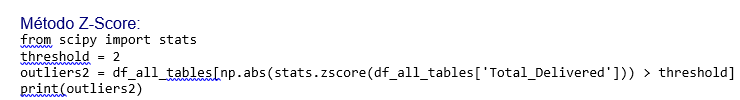 Método Z-Score:
from scipy import stats
threshold = 2
outliers2 = df_all_tables[np.abs(stats.zscore(df_all_tables['Total_Delivered'])) > threshold]
print(outliers2)